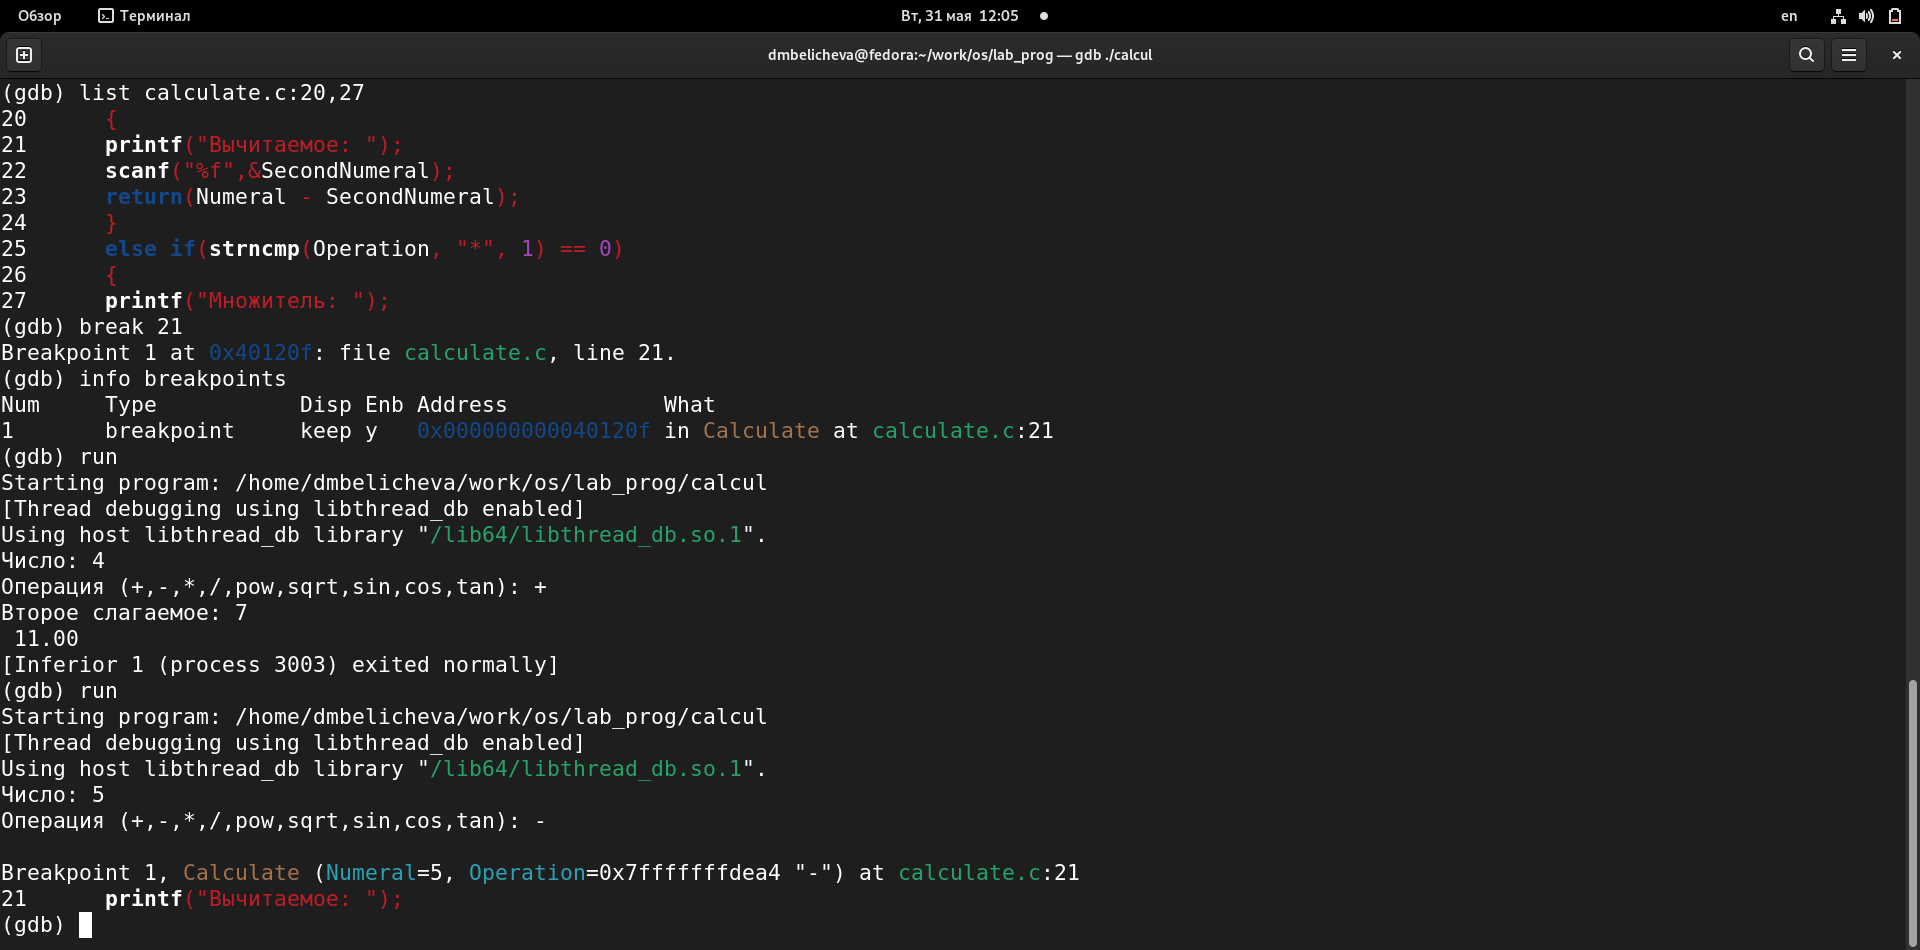 Обзор Терминал Вт, 31 мая 12:05 en
dmbelicheva@fedora:~/work/os/lab_prog — gdb ./calcul
(gdb) list calculate.c:20,27
20      {
21      printf("Вычитаемое: ");
22      scanf("%f",&SecondNumeral);
23      return(Numeral - SecondNumeral);
24      }
25      else if(strncmp(Operation, "*", 1) == 0)
26      {
27      printf("Множитель: ");
(gdb) break 21
Breakpoint 1 at 0x40120f: file calculate.c, line 21.
(gdb) info breakpoints
Num     Type           Disp Enb Address            What
1       breakpoint     keep y   0x000000000040120f in Calculate at calculate.c:21
(gdb) run
Starting program: /home/dmbelicheva/work/os/lab_prog/calcul
[Thread debugging using libthread_db enabled]
Using host libthread_db library "/lib64/libthread_db.so.1".
Число: 4
Операция (+,-,*,/,pow,sqrt,sin,cos,tan): +
Второе слагаемое: 7
 11.00
[Inferior 1 (process 3003) exited normally]
(gdb) run
Starting program: /home/dmbelicheva/work/os/lab_prog/calcul
[Thread debugging using libthread_db enabled]
Using host libthread_db library "/lib64/libthread_db.so.1".
Число: 5
Операция (+,-,*,/,pow,sqrt,sin,cos,tan): -
Breakpoint 1, Calculate (Numeral=5, Operation=0x7fffffffdea4 "-") at calculate.c:21
21      printf("Вычитаемое: ");
(gdb)